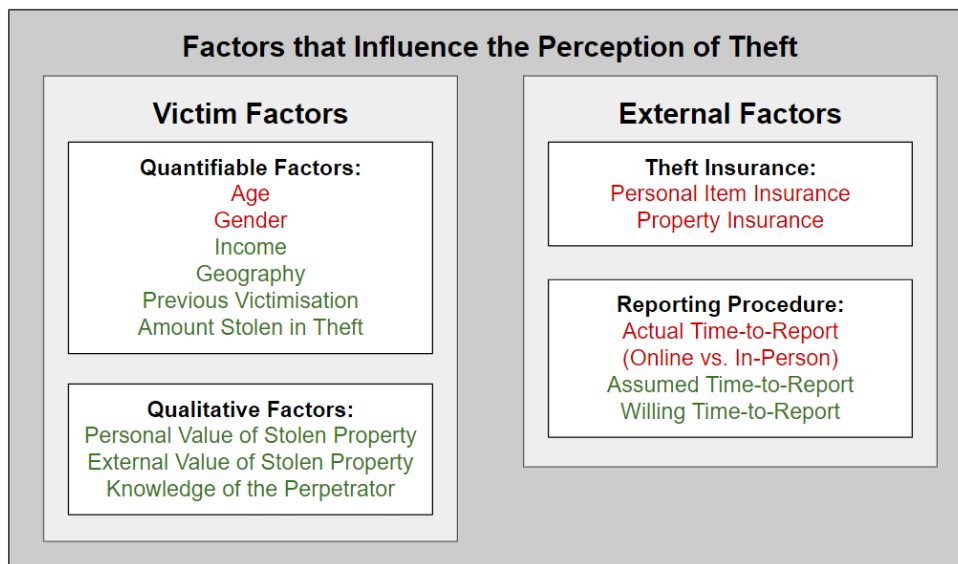 Factors that Influence the Perception of Theft
Victim Factors
Quantifiable Factors:
Age
Gender
Income
Geography
Previous Victimisation
Amount Stolen in Theft
Qualitative Factors:
Personal Value of Stolen Property
External Value of Stolen Property
Knowledge of the Perpetrator
External Factors
Theft Insurance:
Personal Item Insurance
Property Insurance
Reporting Procedure:
Actual Time-to-Report
(Online vs. In-Person)
Assumed Time-to-Report
Willing Time-to-Report